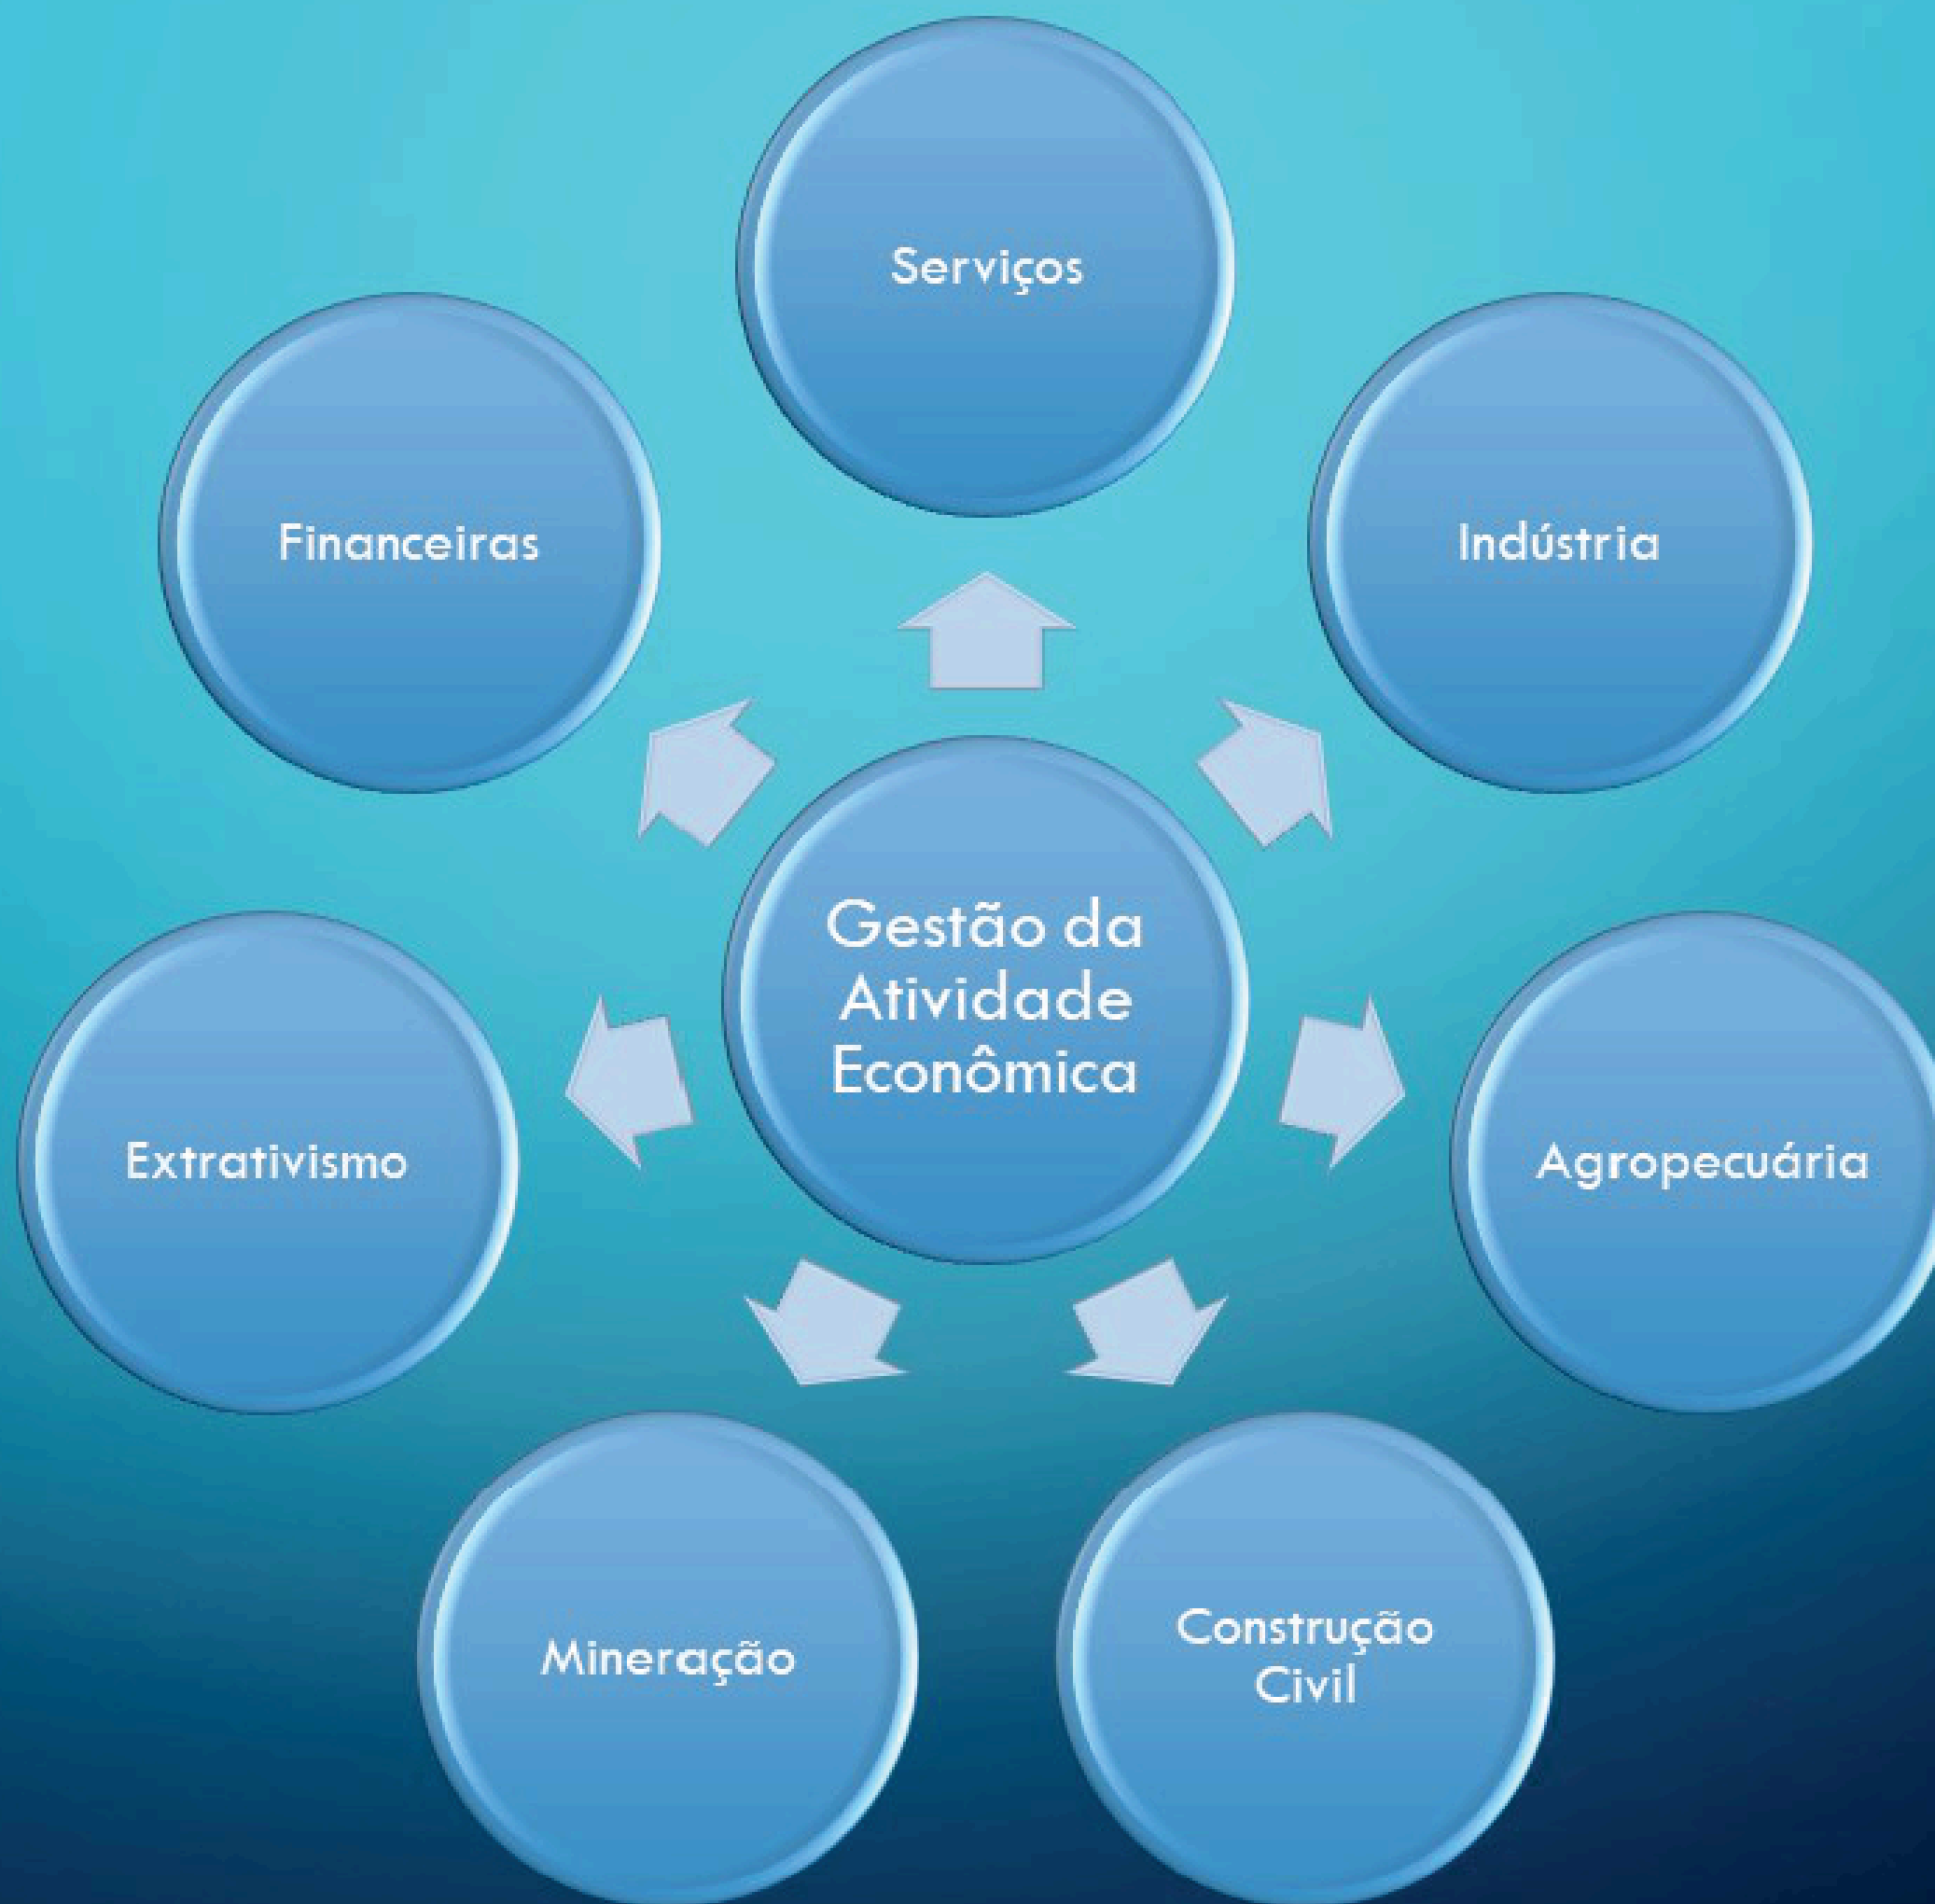 Serviços
Financeiras
Indústria
Gestão da
Atividade
Econômica
Extrativismo
Agropecuária
Mineração
Construção
Civil